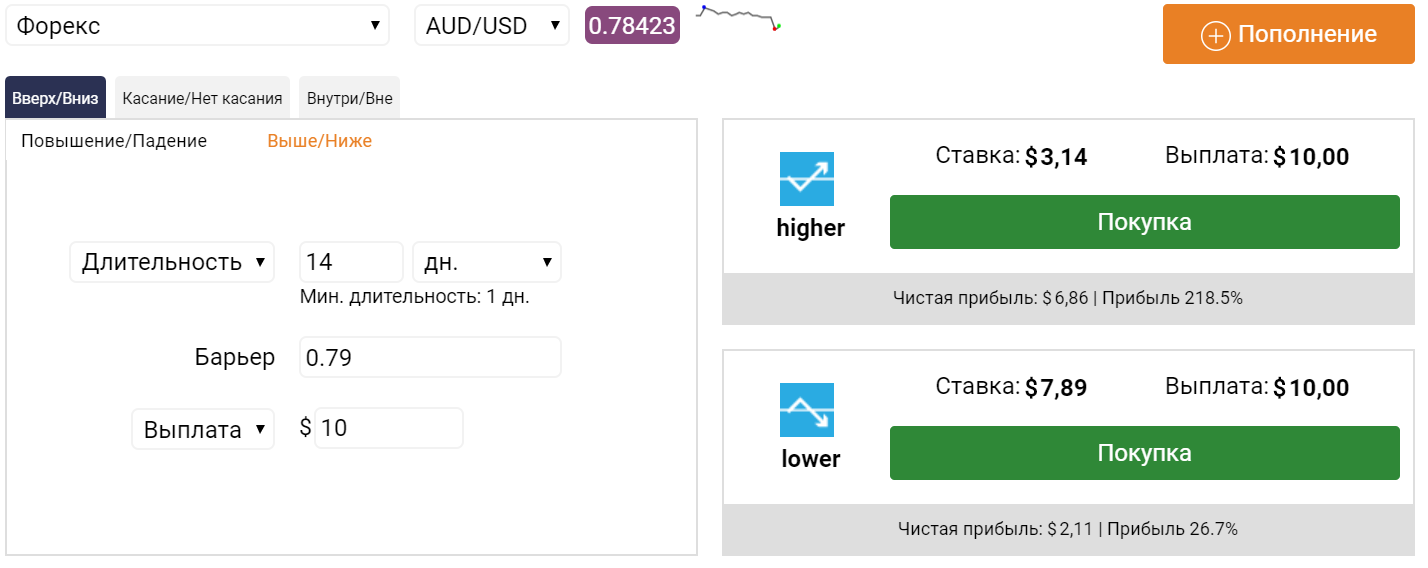 Форекс AUD/USD 0.78423 Пополнение
Вверх/Вниз Касание/Нет касания Внутри/Вне
Повышение/Падение Выше/Ниже
Длительность 14 дн.
Мин. длительность: 1 дн.
Барьер 0.79
Выплата $ 10
Ставка: $3,14 Выплата: $10,00
higher
Покупка
Чистая прибыль: $6,86 | Прибыль 218.5%
Ставка: $7,89 Выплата: $10,00
lower
Покупка
Чистая прибыль: $2,11 | Прибыль 26.7%